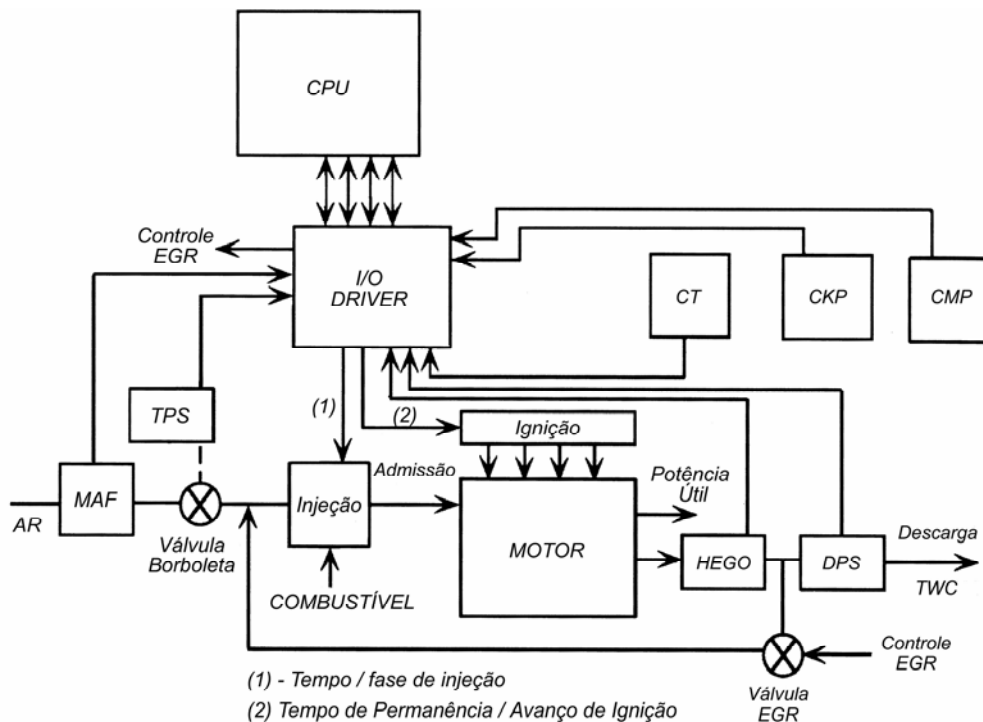 CPU
Controle
EGR
I/O
DRIVER
CT
CKP
CMP
TPS
(1)
(2)
Ignição
MAF
AR
Válvula
Borboleta
Injeção
Admissão
COMBUSTÍVEL
MOTOR
Potência
Útil
HEGO
DPS
Descarga
TWC
Controle
EGR
Válvula
EGR
(1) - Tempo / fase de injeção
(2) Tempo de Permanência / Avanço de Ignição